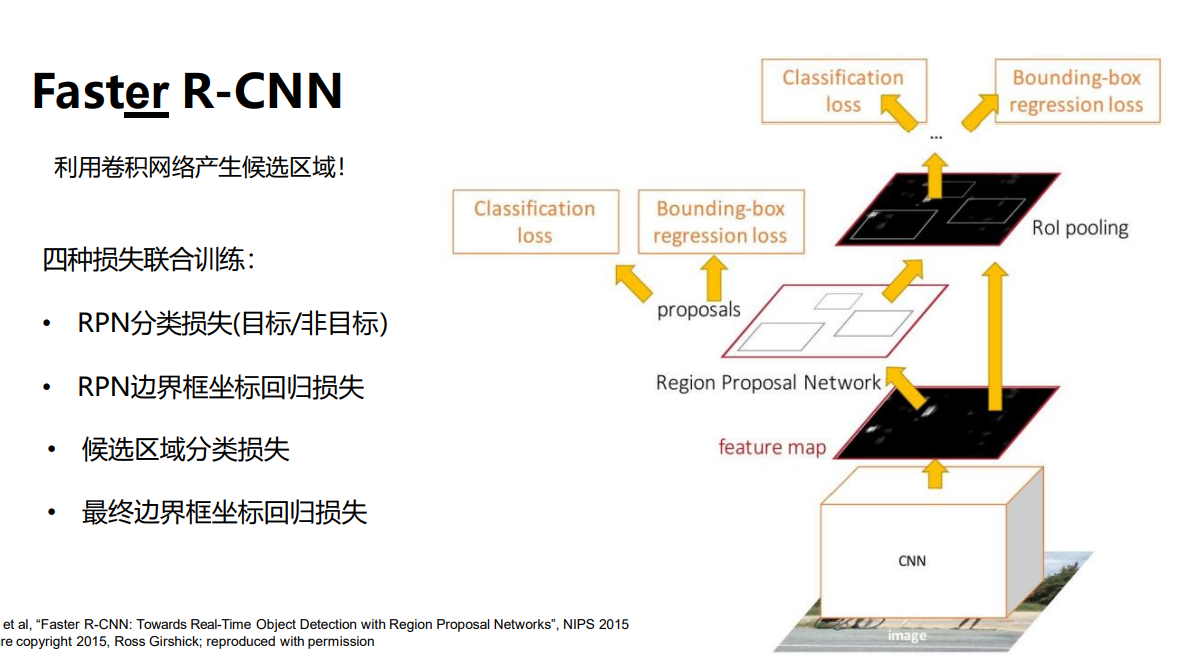 Faster R-CNN
利用卷积网络产生候选区域!
四种损失联合训练:
• RPN分类损失(目标/非目标)
• RPN边界框坐标回归损失
• 候选区域分类损失
• 最终边界框坐标回归损失
Classification
loss
Bounding-box
regression loss
...
RoI pooling
Classification
loss
Bounding-box
regression loss
proposals
Region Proposal Network
feature map
CNN
image
et al, “Faster R-CNN: Towards Real-Time Object Detection with Region Proposal Networks”, NIPS 2015
re copyright 2015, Ross Girshick; reproduced with permission